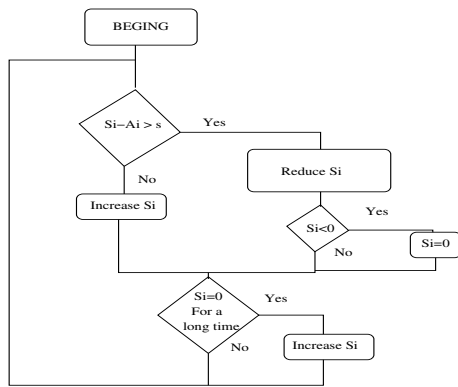 BEGING
Si−Ai > s
Yes
No
Reduce Si
Increase Si
Yes
Si<0
No
Si=0
Si=0
For a
long time
Yes
No
Increase Si